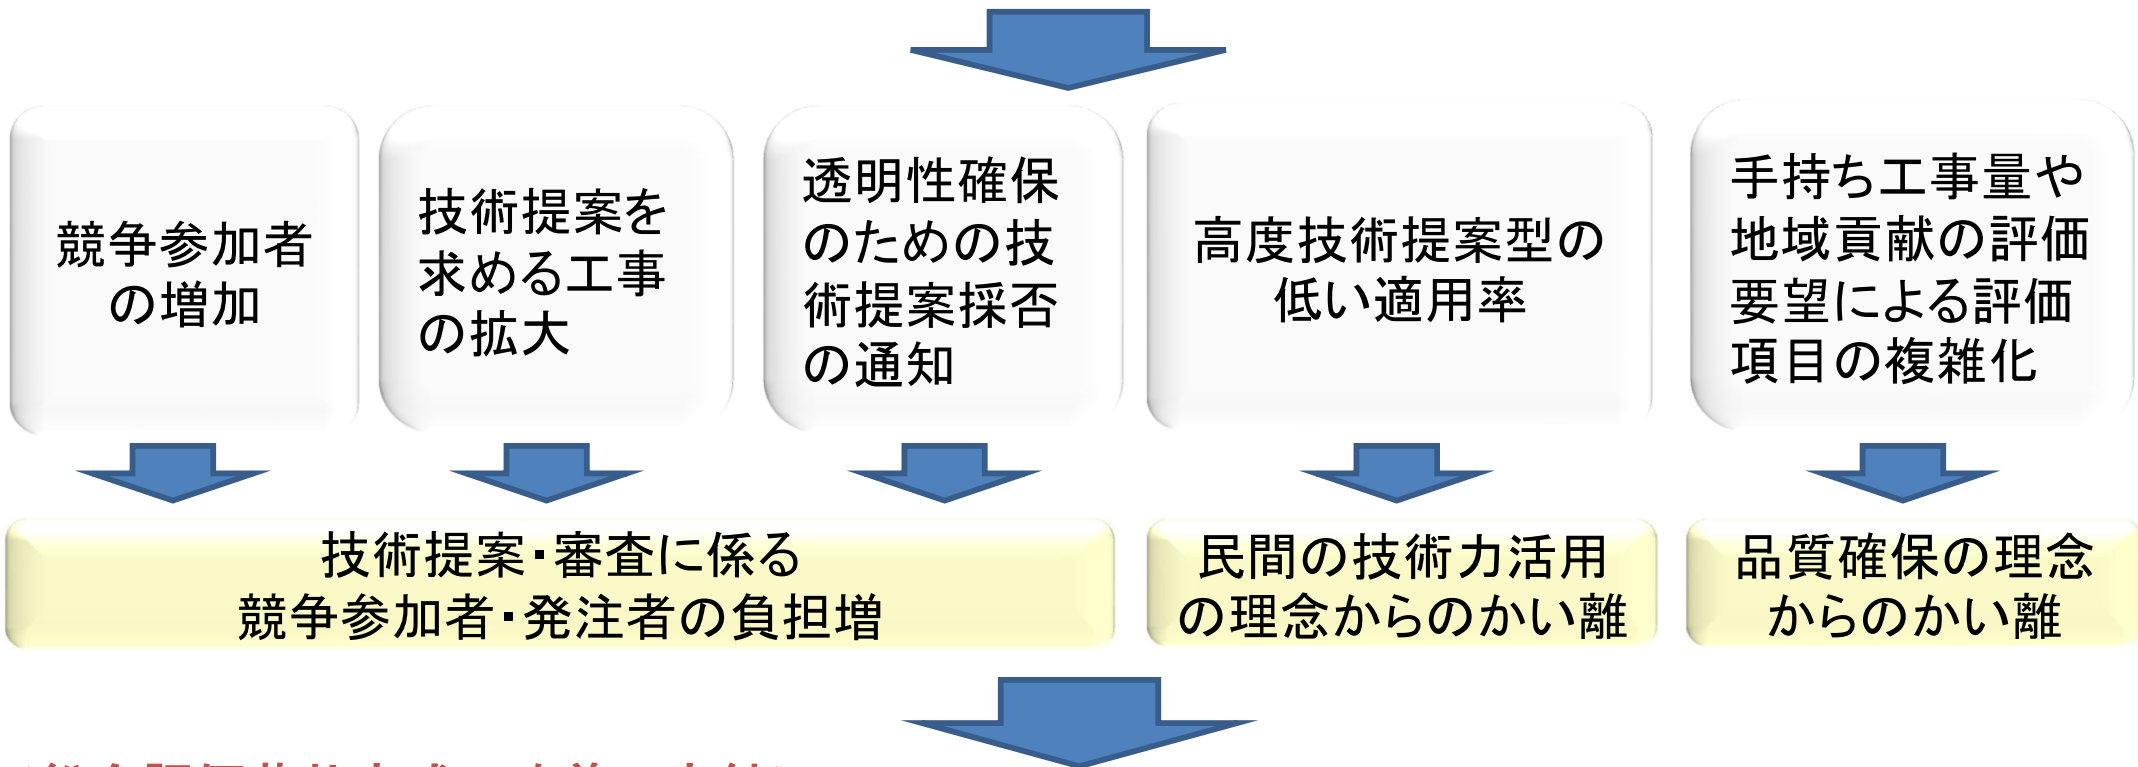 競争参加者
の増加
技術提案を
求める工事
の拡大
透明性確保
のための技
術提案採否
の通知
高度技術提案型の
低い適用率
手持ち工事量や
地域貢献の評価
要望による評価
項目の複雑化
技術提案・審査に係る
競争参加者・発注者の負担増
民間の技術力活用
の理念からのかい離
品質確保の理念
からのかい離